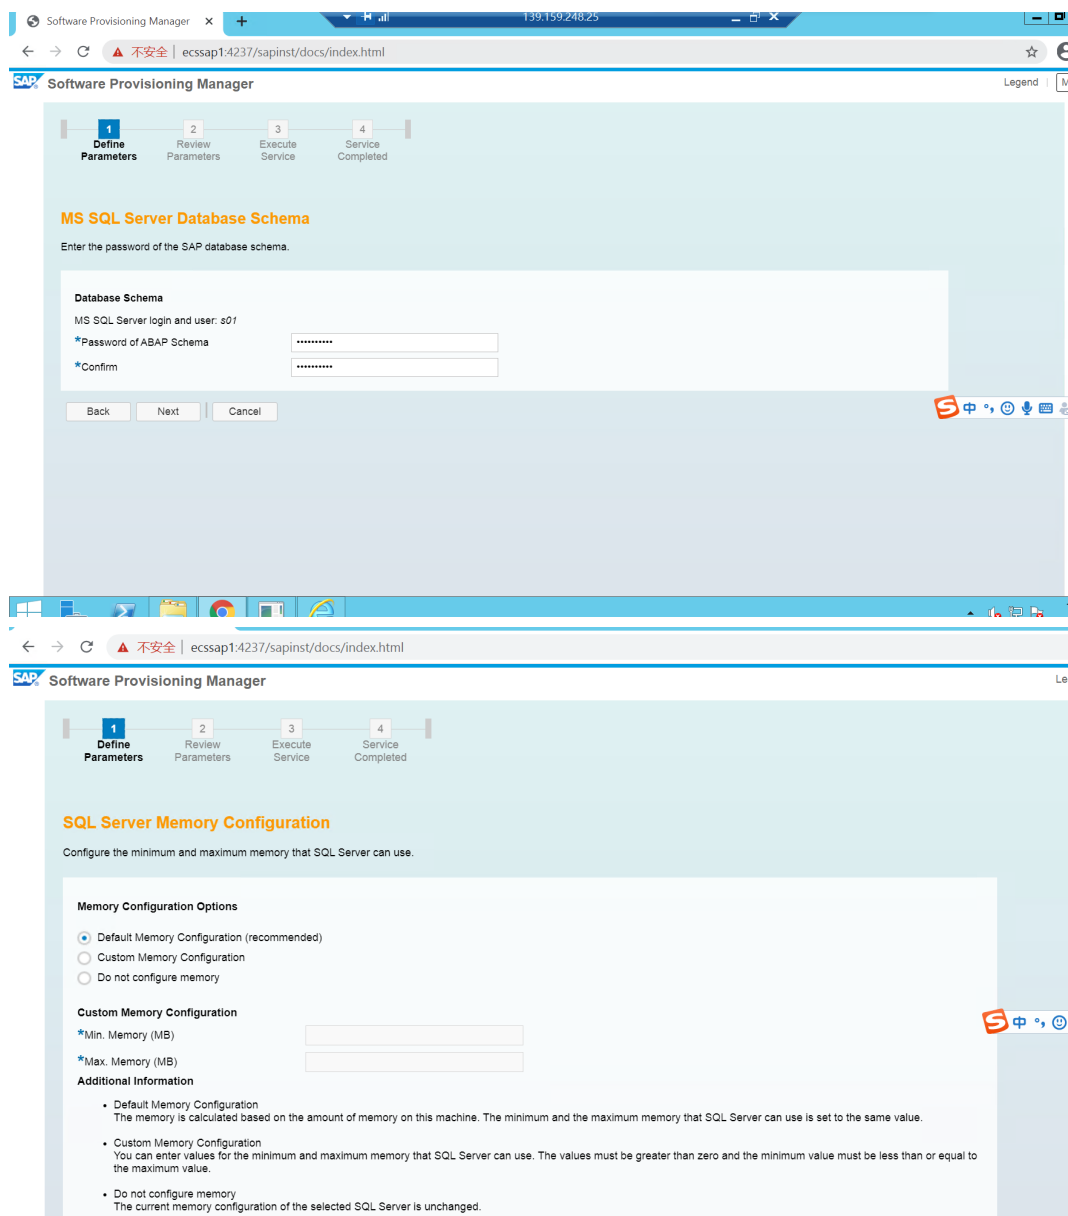 Software Provisioning Manager
139.159.248.25
不安全 | ecssap1:4237/sapinst/docs/index.html
SAP Software Provisioning Manager
Legend
1 2 3 4
Define Parameters
Review Parameters
Execute Service
Service Completed
MS SQL Server Database Schema
Enter the password of the SAP database schema.
Database Schema
MS SQL Server login and user: s01
*Password of ABAP Schema ••••••••••
*Confirm ••••••••••
Back Next Cancel
中
不安全 | ecssap1:4237/sapinst/docs/index.html
SAP Software Provisioning Manager
Le
1 2 3 4
Define Parameters
Review Parameters
Execute Service
Service Completed
SQL Server Memory Configuration
Configure the minimum and maximum memory that SQL Server can use.
Memory Configuration Options
Default Memory Configuration (recommended)
Custom Memory Configuration
Do not configure memory
Custom Memory Configuration
*Min. Memory (MB)
*Max. Memory (MB)
中
Additional Information
• Default Memory Configuration
The memory is calculated based on the amount of memory on this machine. The minimum and the maximum memory that SQL Server can use is set to the same value.
• Custom Memory Configuration
You can enter values for the minimum and maximum memory that SQL Server can use. The values must be greater than zero and the minimum value must be less than or equal to
the maximum value.
• Do not configure memory
The current memory configuration of the selected SQL Server is unchanged.